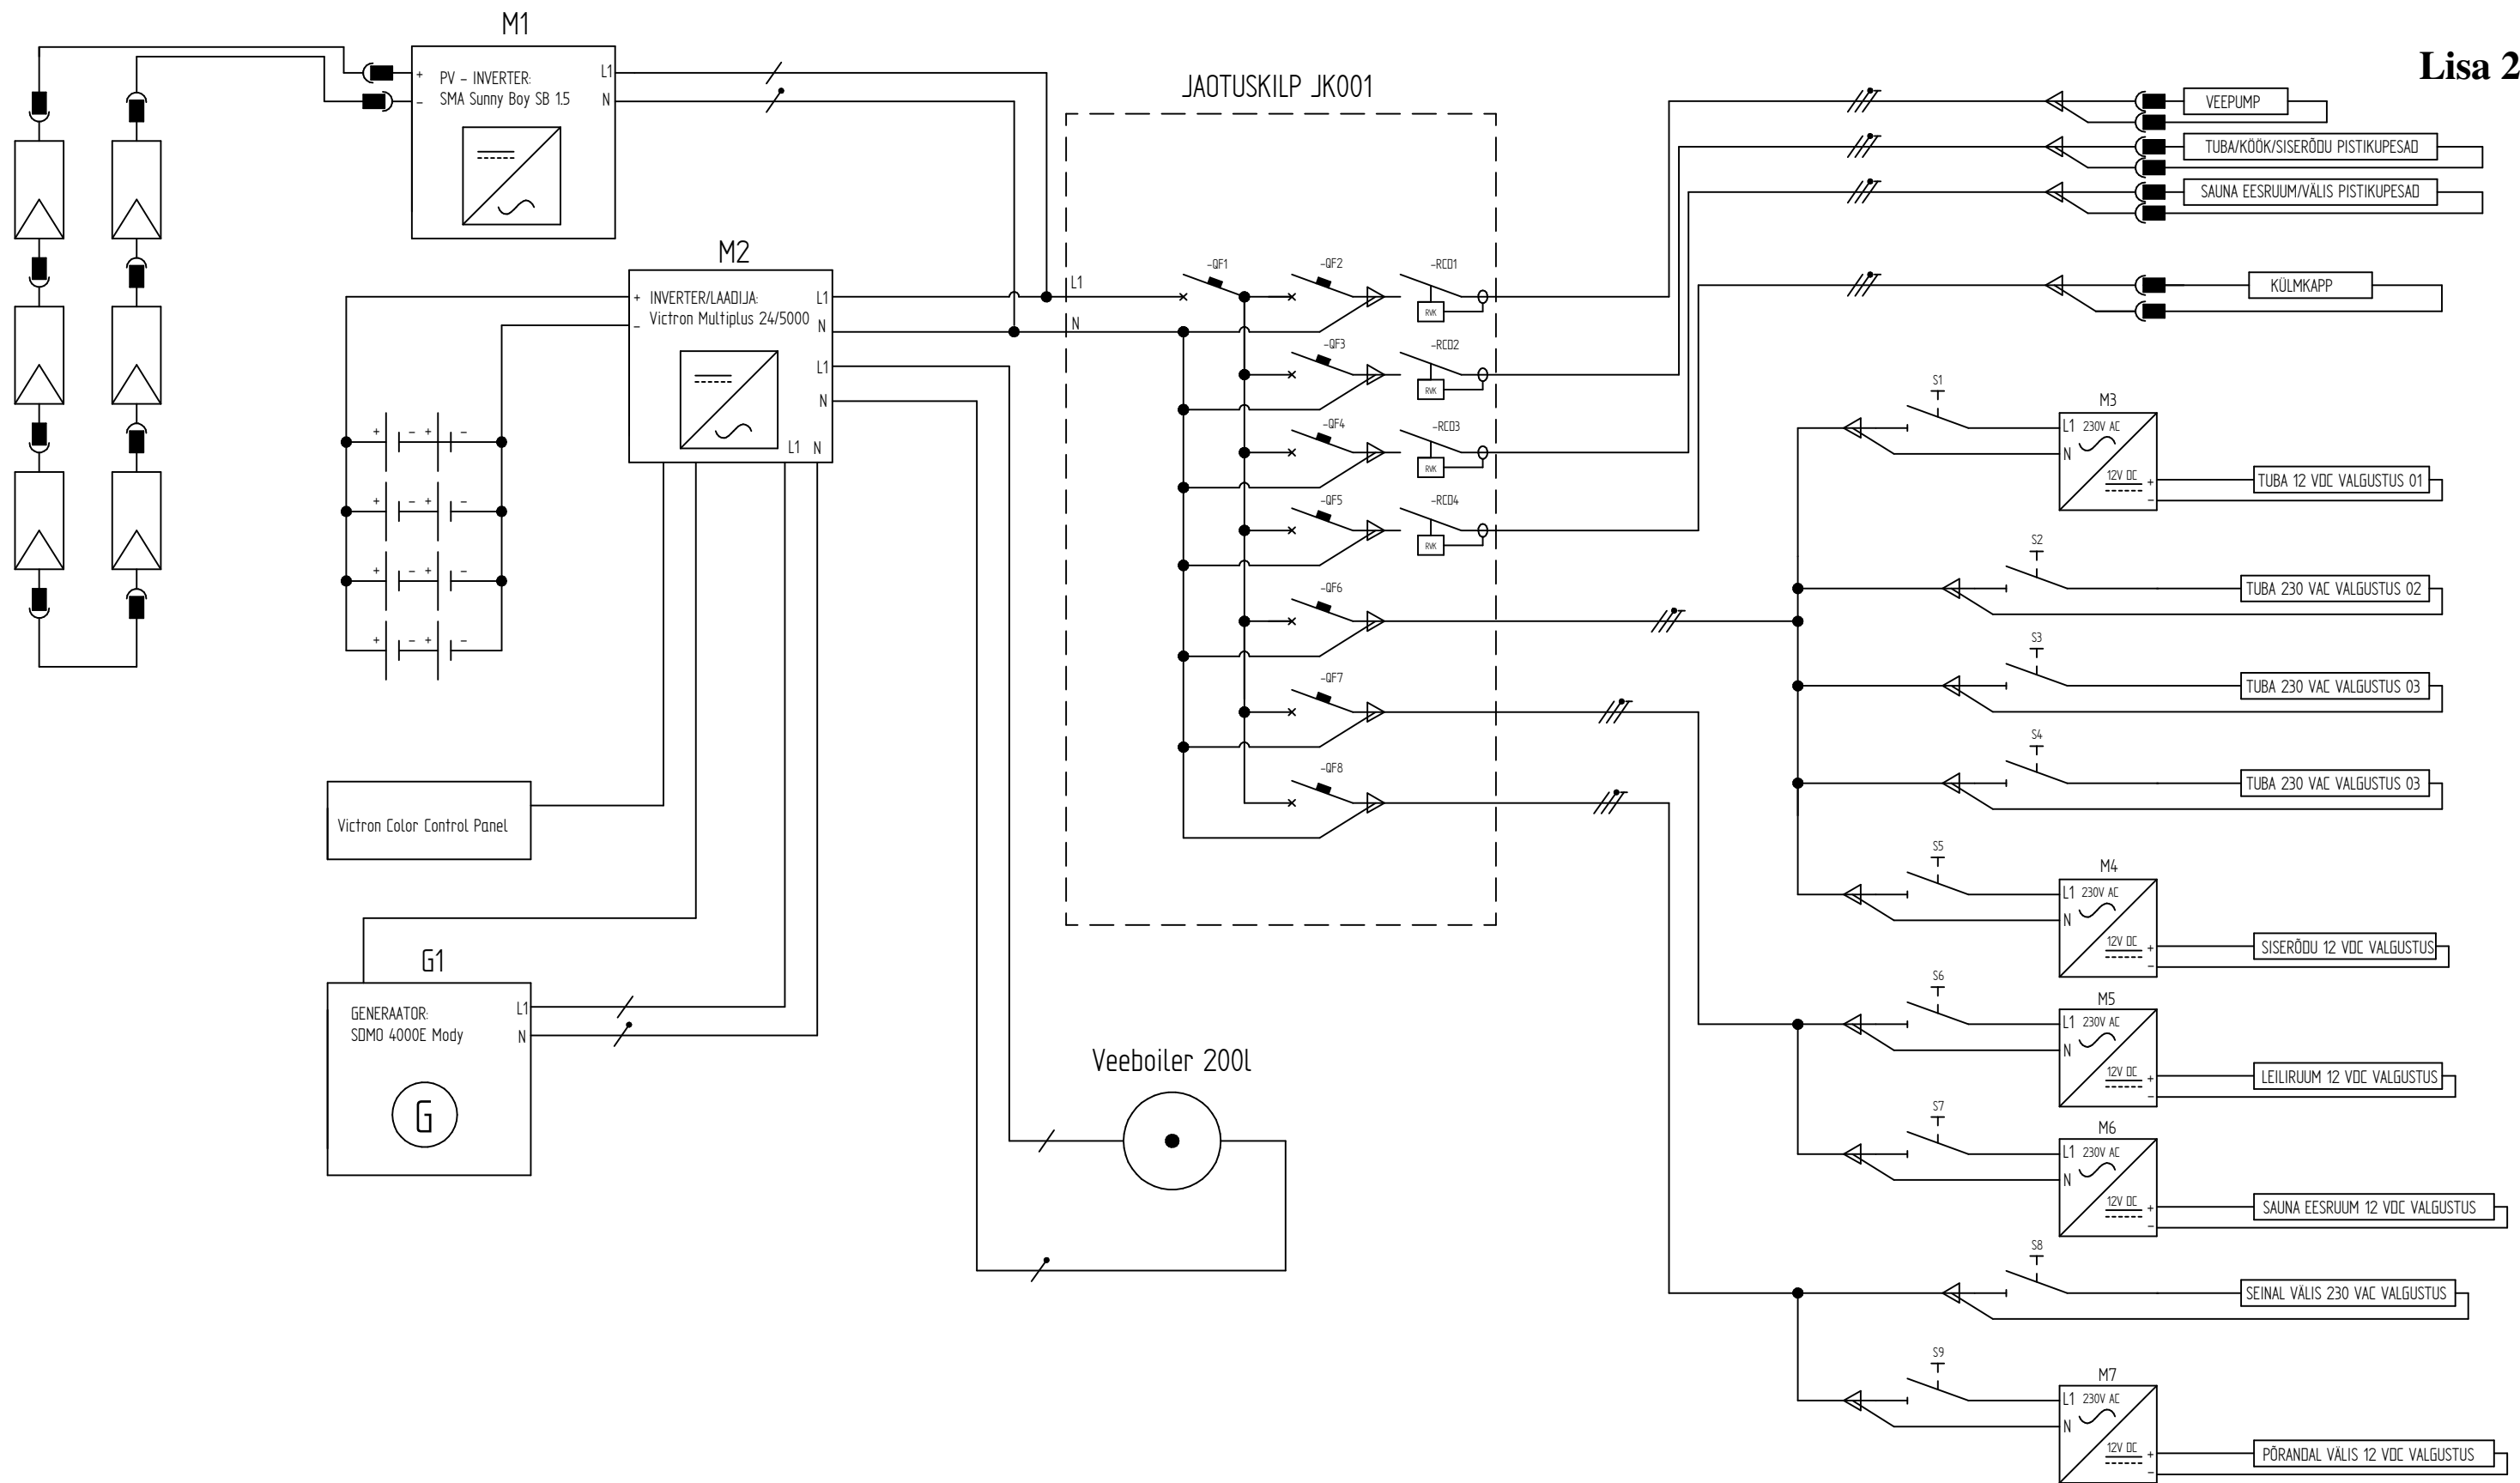 Lisa 2
M1
PV - INVERTER:
SMA Sunny Boy SB 1.5
+
-
L1
N
M2
INVERTER/LAADIJA:
Victron Multiplus 24/5000
+
-
L1
N
L1
N
L1 N
+ - + -
+ - + -
+ - + -
+ - + -
Victron Color Control Panel
G1
GENERAATOR:
SDMO 4000E Mody
L1
N
G
Veeboiler 200l
JAOTUSKILP JK001
L1
N
-QF1
-QF2
-RCD1
RVK
-QF3
-RCD2
RVK
-QF4
-RCD3
RVK
-QF5
-RCD4
RVK
-QF6
-QF7
-QF8
VEEPUMP
TUBA/KÖÖK/SISERÕDU PISTIKUPESAD
SAUNA EESRUUM/VÄLIS PISTIKUPESAD
KÜLMKAPP
S1
M3
L1 230V AC
N
12V DC +
-
TUBA 12 VDC VALGUSTUS 01
S2
TUBA 230 VAC VALGUSTUS 02
S3
TUBA 230 VAC VALGUSTUS 03
S4
TUBA 230 VAC VALGUSTUS 03
S5
M4
L1 230V AC
N
12V DC +
-
SISERÕDU 12 VDC VALGUSTUS
S6
M5
L1 230V AC
N
12V DC +
-
LEILIRUUM 12 VDC VALGUSTUS
S7
M6
L1 230V AC
N
12V DC +
-
SAUNA EESRUUM 12 VDC VALGUSTUS
S8
SEINAL VÄLIS 230 VAC VALGUSTUS
S9
M7
L1 230V AC
N
12V DC +
-
PÕRANDAL VÄLIS 12 VDC VALGUSTUS